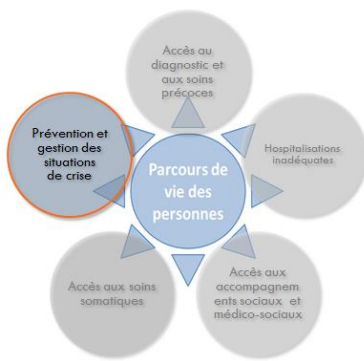 Accès au
diagnostic et
aux soins
précoces
Prévention et
gestion des
situations
de crise
Hospitalisations
inadéquates
Parcours de
vie des
personnes
Accès aux soins
somatiques
Accès aux
accompagnem
ents sociaux et
médico-sociaux